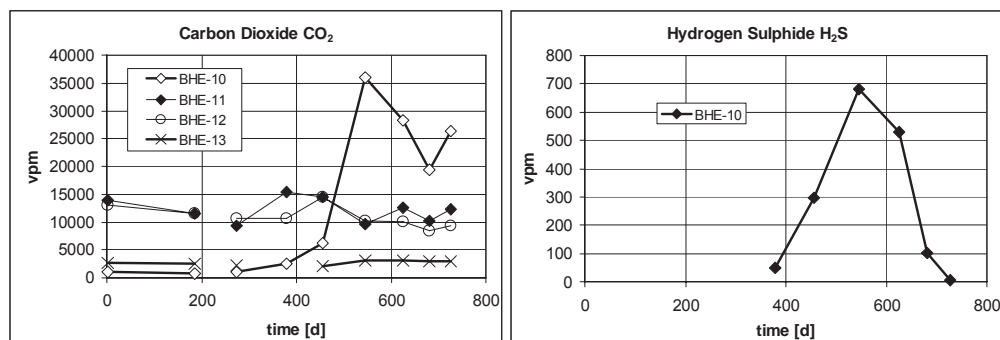 Carbon Dioxide CO₂
40000
35000
30000
25000
20000
15000
10000
5000
0
vpm
BHE-10
BHE-11
BHE-12
BHE-13
0 200 400 600 800
time [d]
Hydrogen Sulphide H₂S
800
700
600
500
400
300
200
100
0
vpm
BHE-10
0 200 400 600 800
time [d]